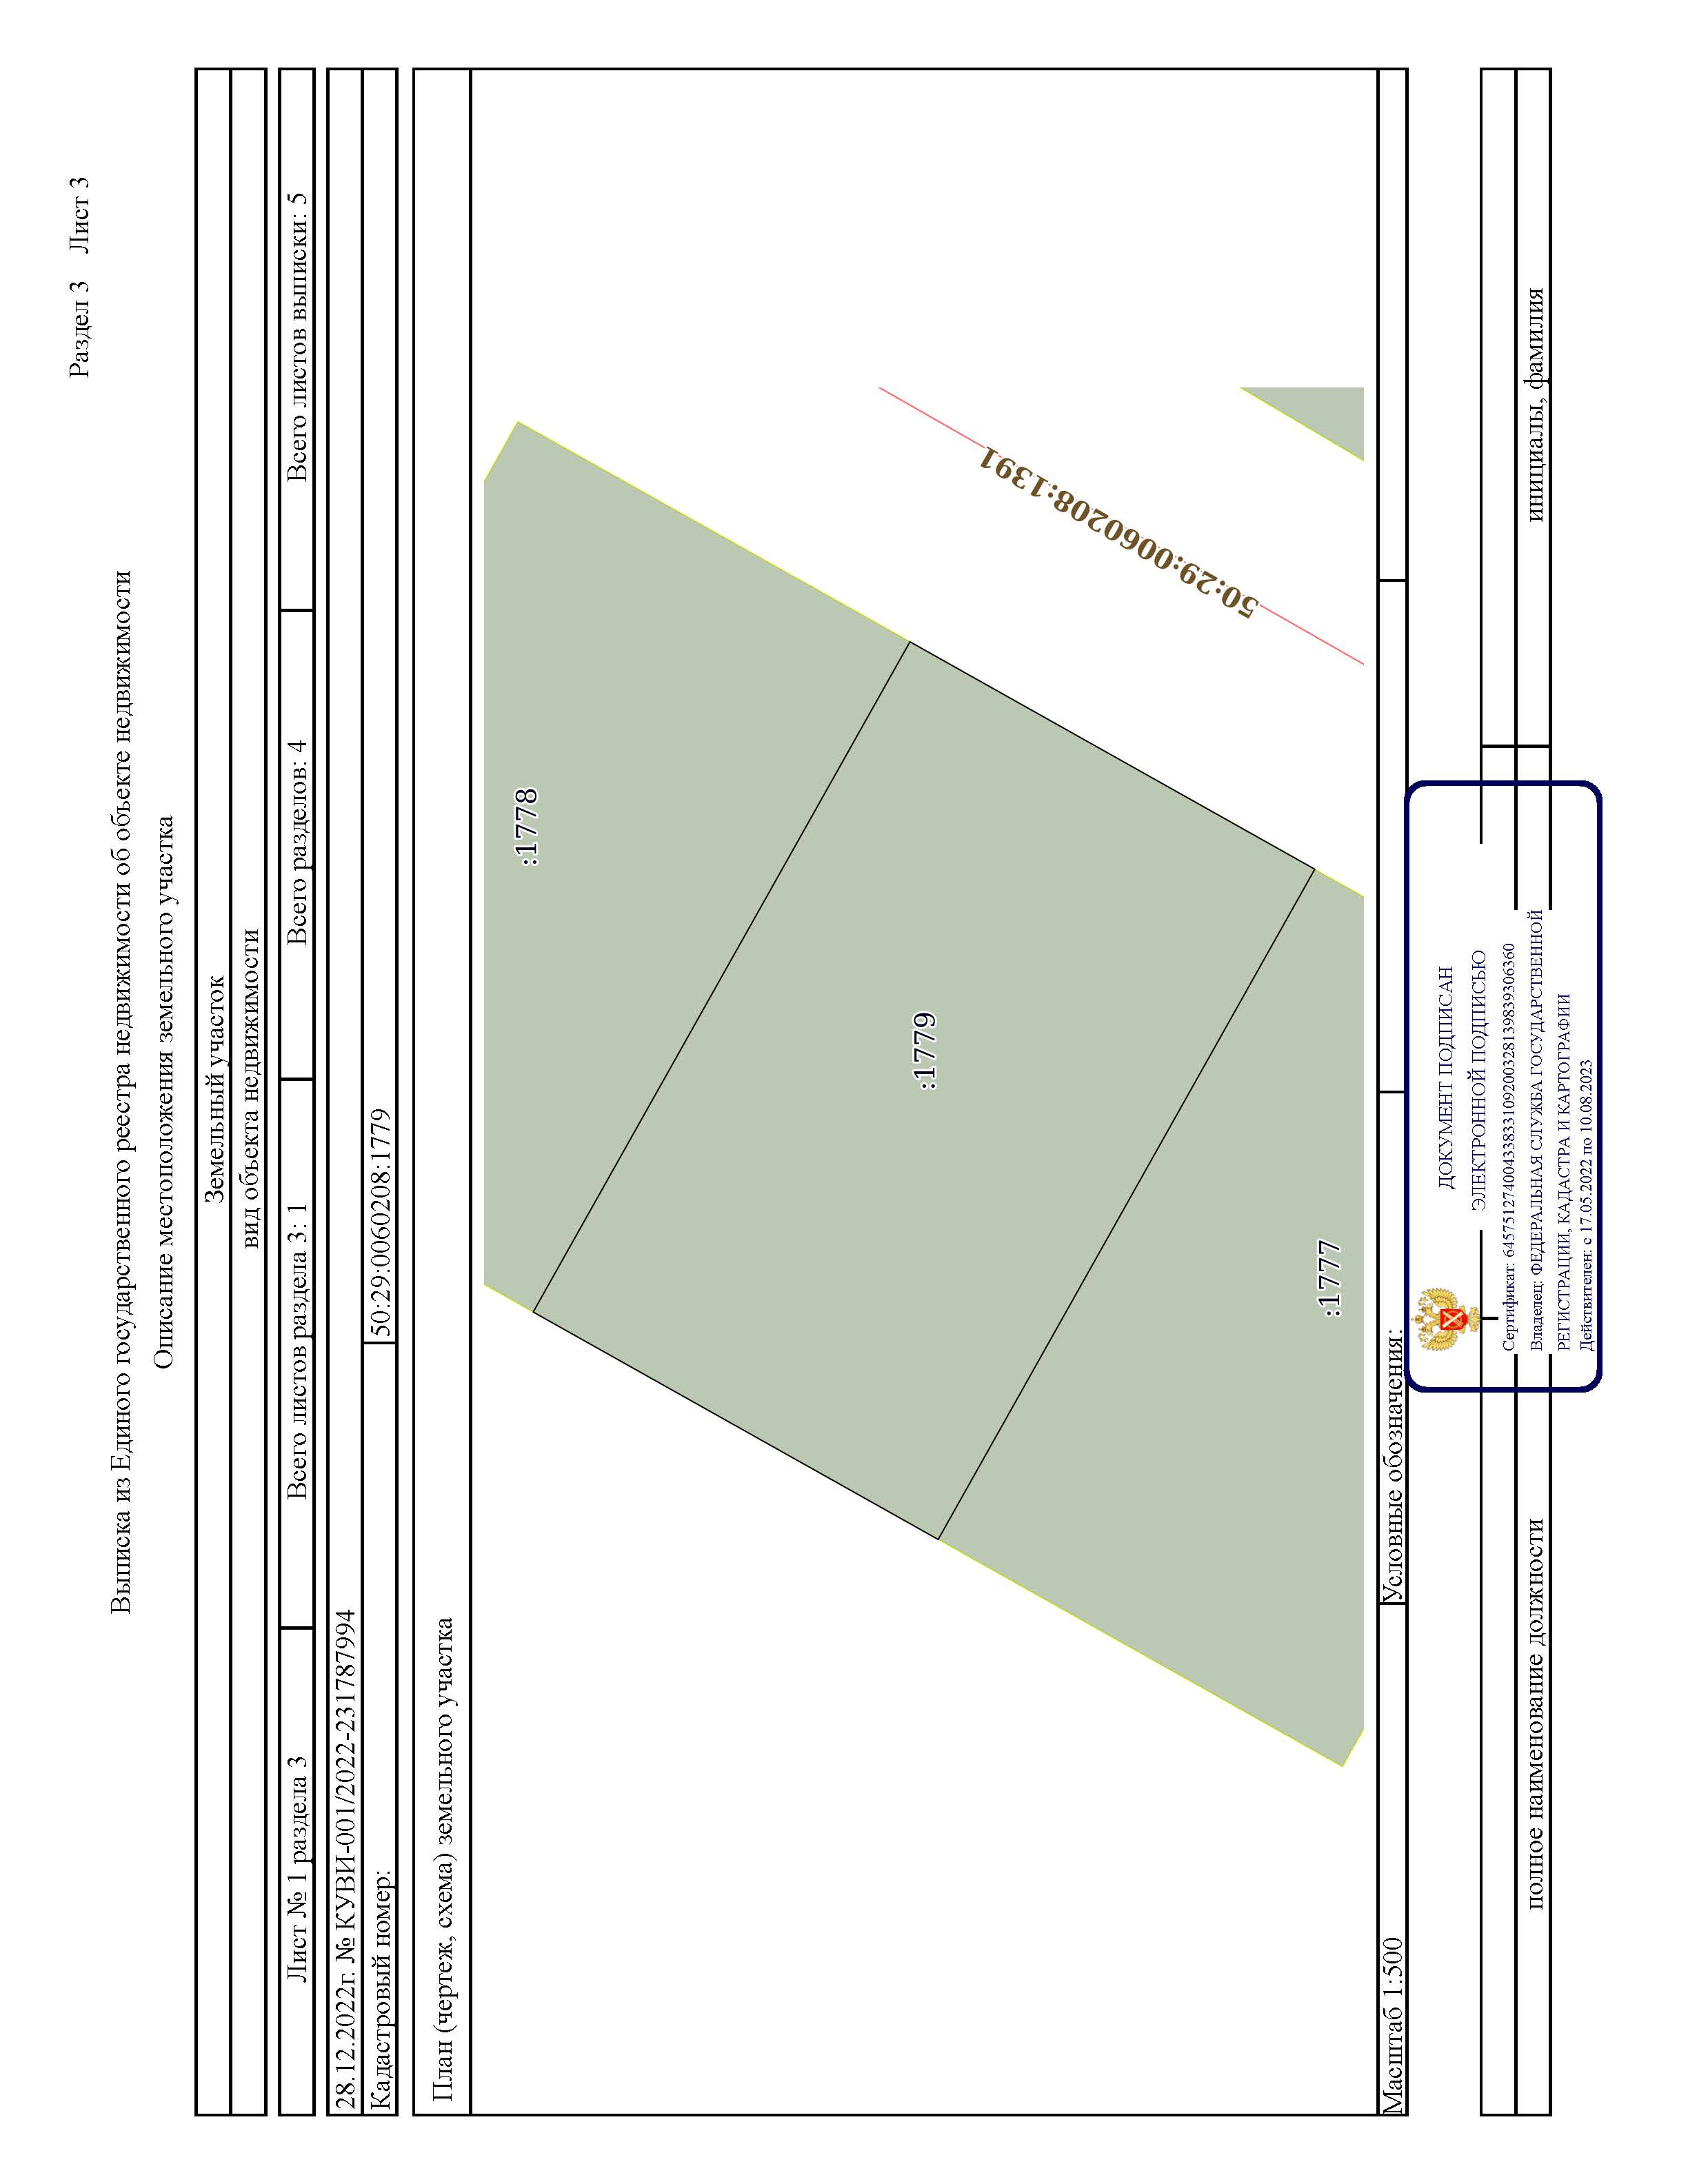 Раздел 3 Лист 3
Выписка из Единого государственного реестра недвижимости об объекте недвижимости
Описание местоположения земельного участка
Земельный участок
вид объекта недвижимости
Лист № 1 раздела 3 Всего листов раздела 3: 1 Всего разделов: 4 Всего листов выписки: 5
28.12.2022г. № КУВИ-001/2022-231787994
Кадастровый номер: 50:29:0060208:1779
План (чертеж, схема) земельного участка
:1778
50:29:0060208:1391
:1779
:1777
Масштаб 1:500 Условные обозначения:
ДОКУМЕНТ ПОДПИСАН
ЭЛЕКТРОННОЙ ПОДПИСЬЮ
Сертификат: 645751274004338331092003281398393063​60
Владелец: ФЕДЕРАЛЬНАЯ СЛУЖБА ГОСУДАРСТВЕННОЙ
РЕГИСТРАЦИИ, КАДАСТРА И КАРТОГРАФИИ
Действителен: с 17.05.2022 по 10.08.2023
полное наименование должности инициалы, фамилия